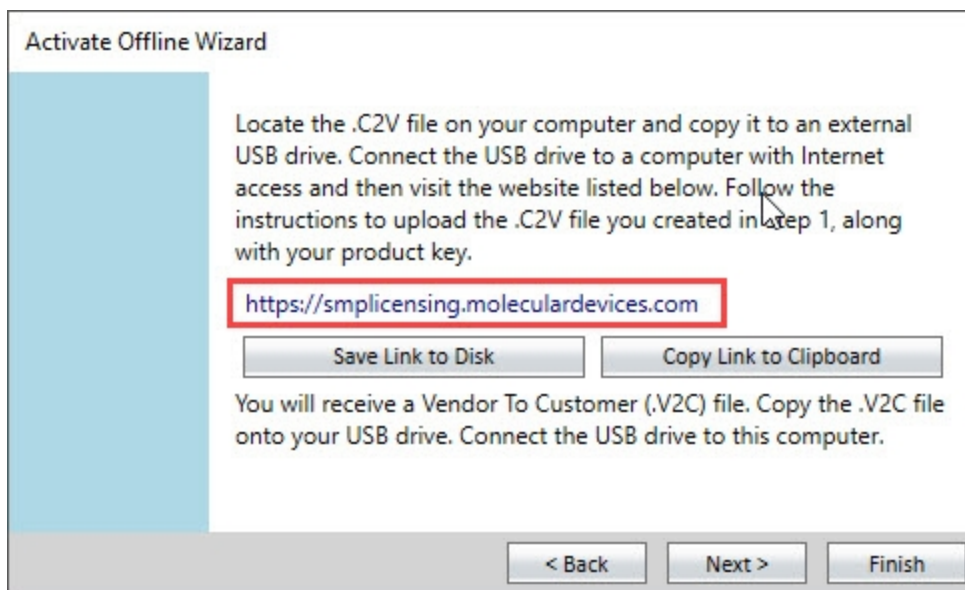 Activate Offline Wizard
Locate the .C2V file on your computer and copy it to an external
USB drive. Connect the USB drive to a computer with Internet
access and then visit the website listed below. Follow the
instructions to upload the .C2V file you created in step 1, along
with your product key.
https://smplicensing.moleculardevices.com
Save Link to Disk
Copy Link to Clipboard
You will receive a Vendor To Customer (.V2C) file. Copy the .V2C file
onto your USB drive. Connect the USB drive to this computer.
< Back
Next >
Finish